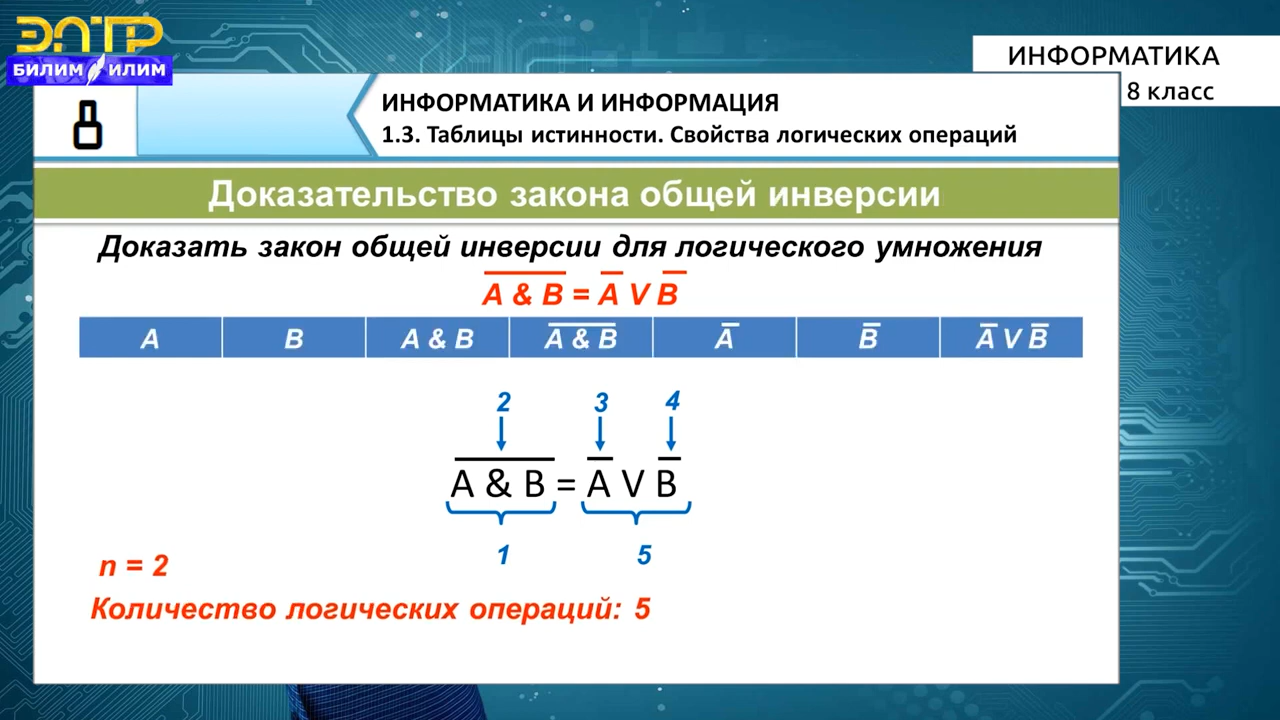 ЭЛТР
БИЛИМ ИЛИМ
ИНФОРМАТИКА
8 класс
8
ИНФОРМАТИКА И ИНФОРМАЦИЯ
1.3. Таблицы истинности. Свойства логических операций
Доказательство закона общей инверсии
Доказать закон общей инверсии для логического умножения
A̅ ̅&̅ ̅B̅ = A̅ V B̅
A B A & B A̅ ̅&̅ ̅B̅ A̅ B̅ A̅ V B̅
2 3 4
A̅ ̅&̅ ̅B̅ = A̅ V B̅
1 5
n = 2
Количество логических операций: 5